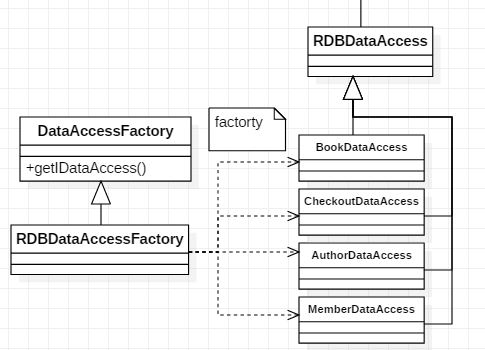 RDBDataAccess
factorty
DataAccessFactory
+getIDataAccess()
BookDataAccess
CheckoutDataAccess
RDBDataAccessFactory
AuthorDataAccess
MemberDataAccess